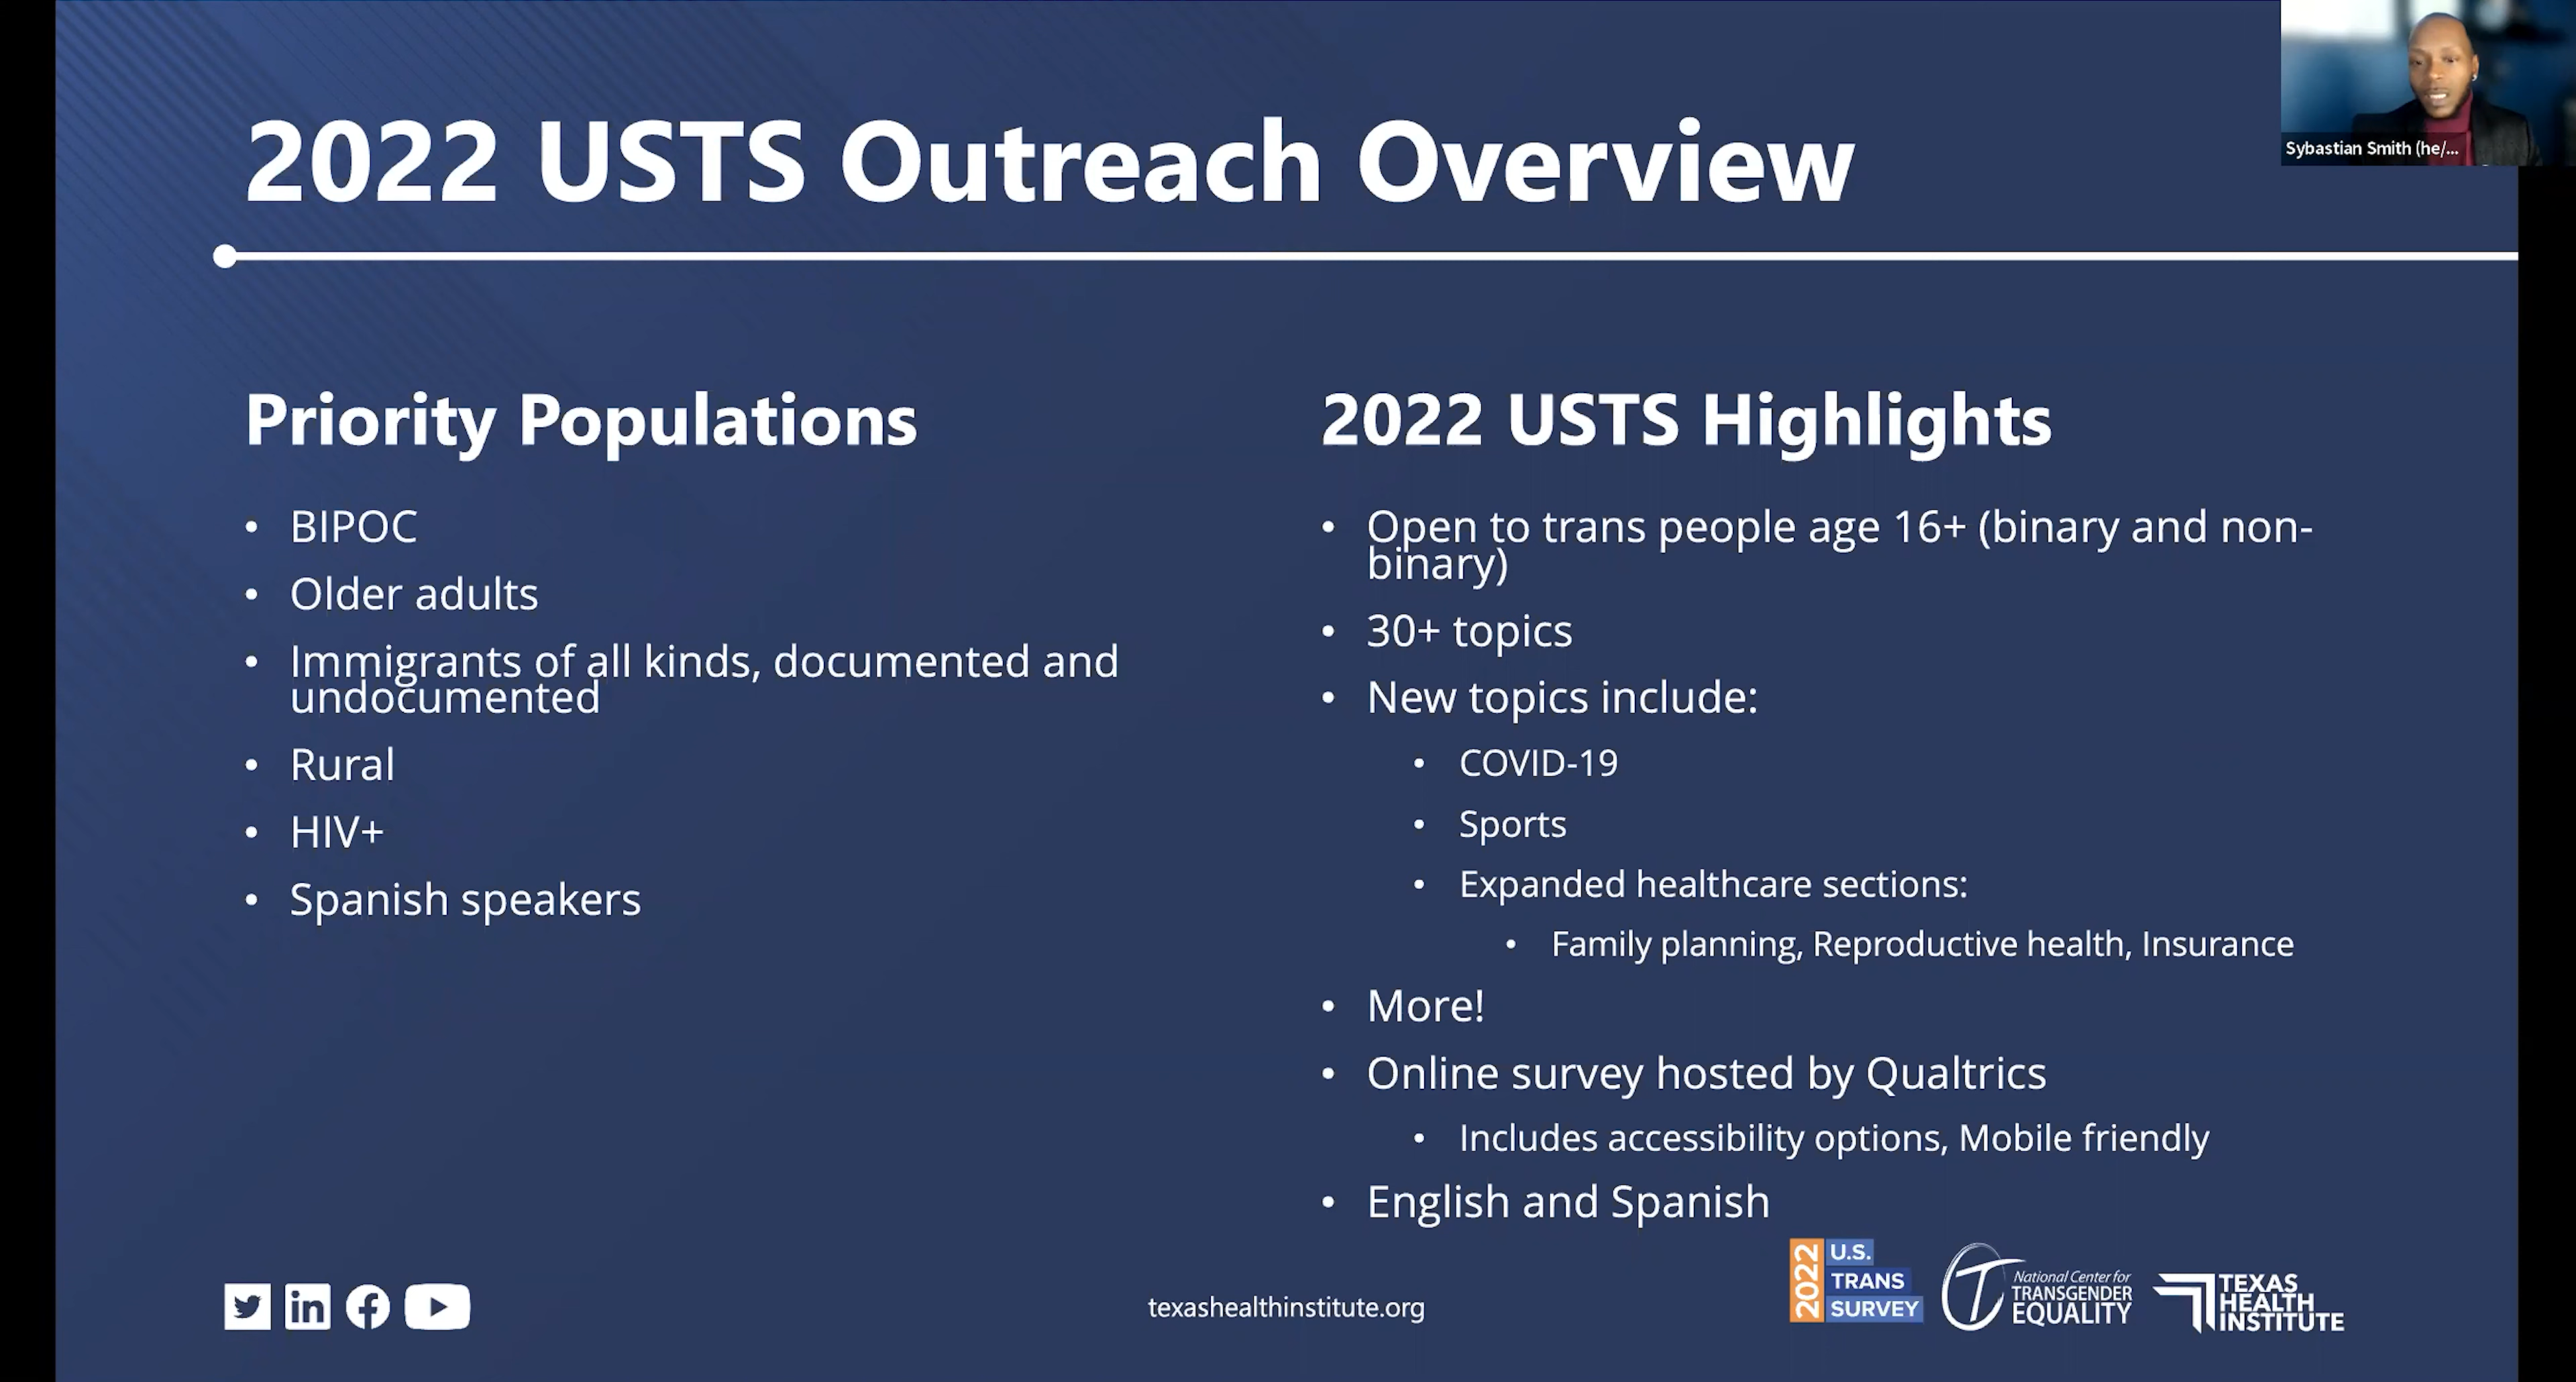 2022 USTS Outreach Overview
Sybastian Smith (he/...
Priority Populations
• BIPOC
• Older adults
• Immigrants of all kinds, documented and
undocumented
• Rural
• HIV+
• Spanish speakers
2022 USTS Highlights
• Open to trans people age 16+ (binary and non-
binary)
• 30+ topics
• New topics include:
• COVID-19
• Sports
• Expanded healthcare sections:
• Family planning, Reproductive health, Insurance
• More!
• Online survey hosted by Qualtrics
• Includes accessibility options, Mobile friendly
• English and Spanish
in
texashealthinstitute.org
2022
U.S.
TRANS
SURVEY
National Center for
TRANSGENDER
EQUALITY
TEXAS
HEALTH
INSTITUTE